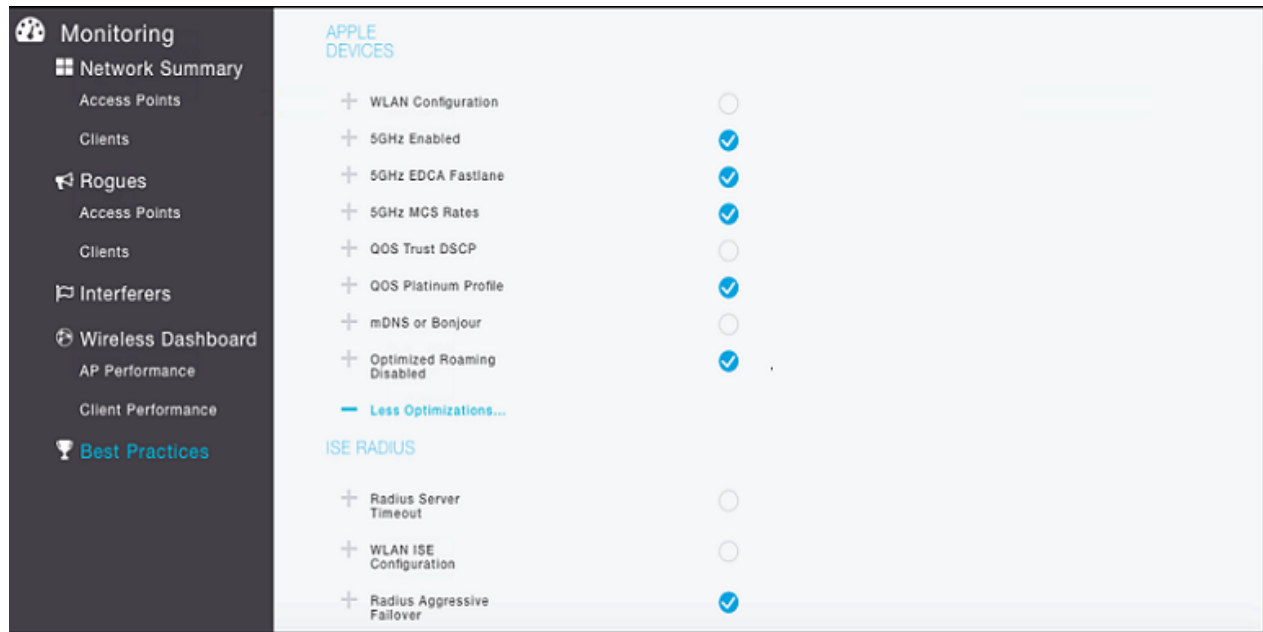 Monitoring
Network Summary
Access Points
Clients
Rogues
Access Points
Clients
Interferers
Wireless Dashboard
AP Performance
Client Performance
Best Practices
APPLE
DEVICES
WLAN Configuration
5GHz Enabled
5GHz EDCA Fastlane
5GHz MCS Rates
QOS Trust DSCP
QOS Platinum Profile
mDNS or Bonjour
Optimized Roaming
Disabled
Less Optimizations...
ISE RADIUS
Radius Server
Timeout
WLAN ISE
Configuration
Radius Aggressive
Failover